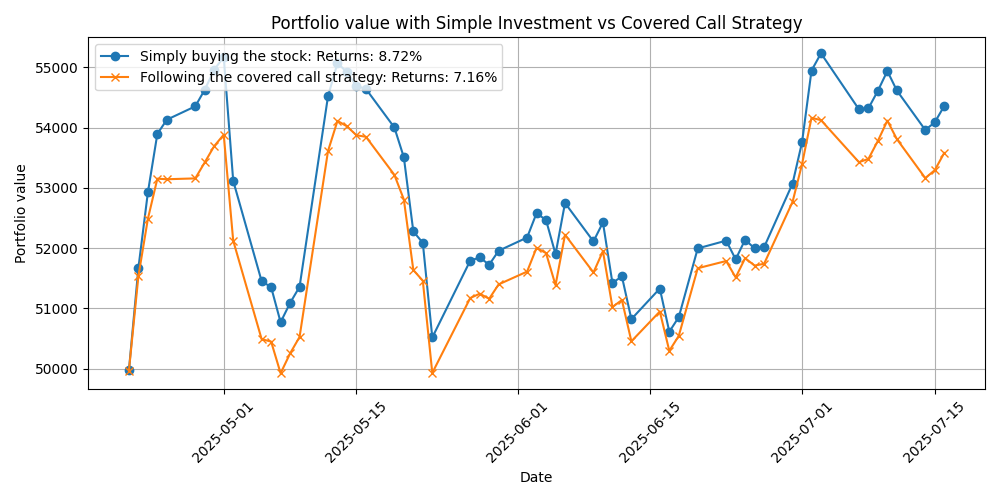 Portfolio value with Simple Investment vs Covered Call Strategy
Simply buying the stock: Returns: 8.72%
Following the covered call strategy: Returns: 7.16%
Portfolio value
55000
54000
53000
52000
51000
50000
2025-05-01
2025-05-15
2025-06-01
2025-06-15
2025-07-01
2025-07-15
Date